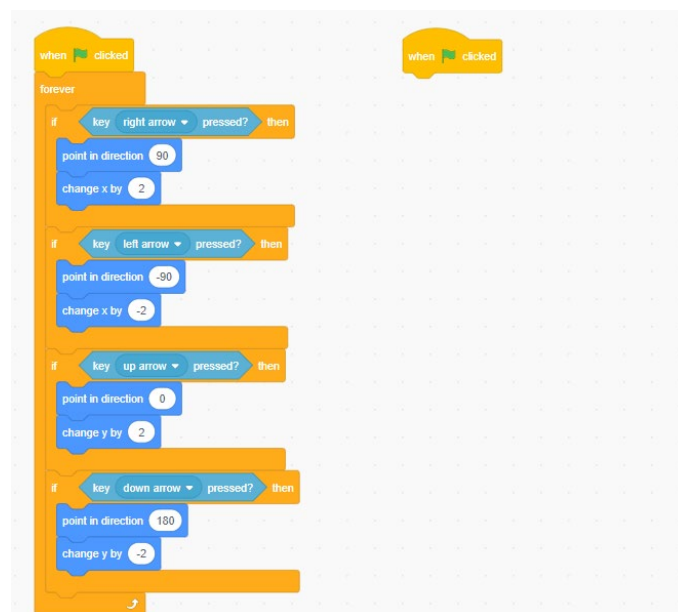 when clicked
forever
if key right arrow pressed? then
point in direction 90
change x by 2
if key left arrow pressed? then
point in direction -90
change x by -2
if key up arrow pressed? then
point in direction 0
change y by 2
if key down arrow pressed? then
point in direction 180
change y by -2
when clicked